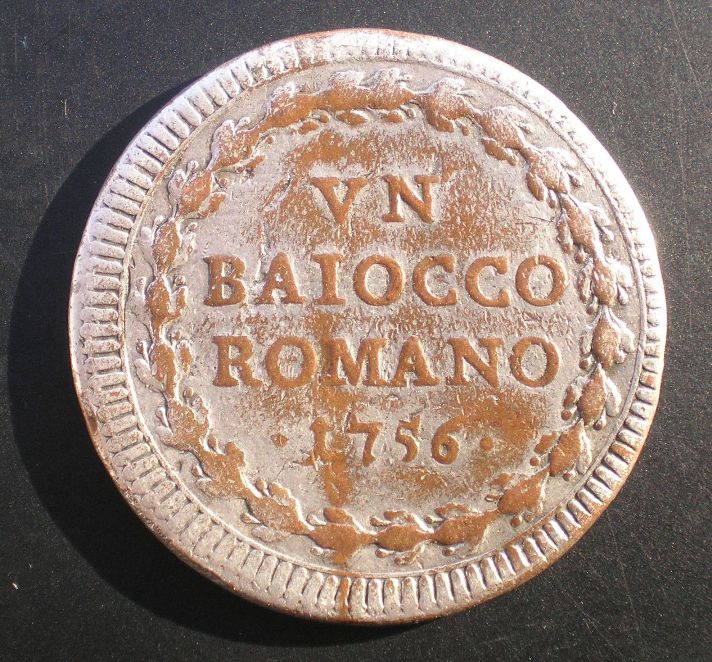 VN
BAIOCCO
ROMANO
· 1756 ·